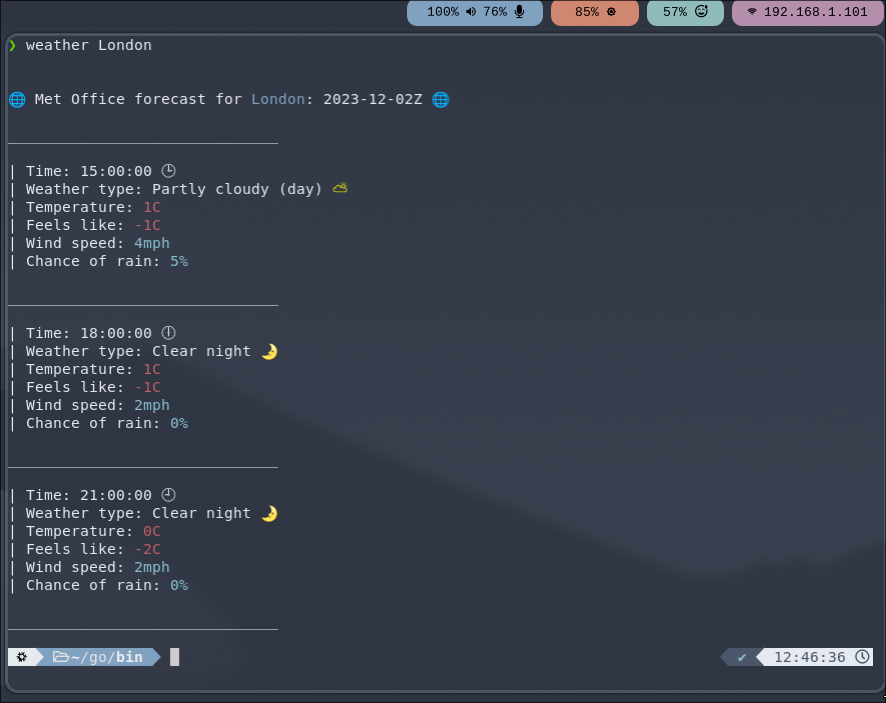 100% 76% 85% 57% 192.168.1.101
❯ weather London
🌐 Met Office forecast for London: 2023-12-02Z 🌐
______________________________
| Time: 15:00:00 🕒
| Weather type: Partly cloudy (day) ⛅
| Temperature: 1C
| Feels like: -1C
| Wind speed: 4mph
| Chance of rain: 5%
______________________________
| Time: 18:00:00 🕕
| Weather type: Clear night 🌛
| Temperature: 1C
| Feels like: -1C
| Wind speed: 2mph
| Chance of rain: 0%
______________________________
| Time: 21:00:00 🕘
| Weather type: Clear night 🌛
| Temperature: 0C
| Feels like: -2C
| Wind speed: 2mph
| Chance of rain: 0%
______________________________
~/go/bin ✔ 12:46:36